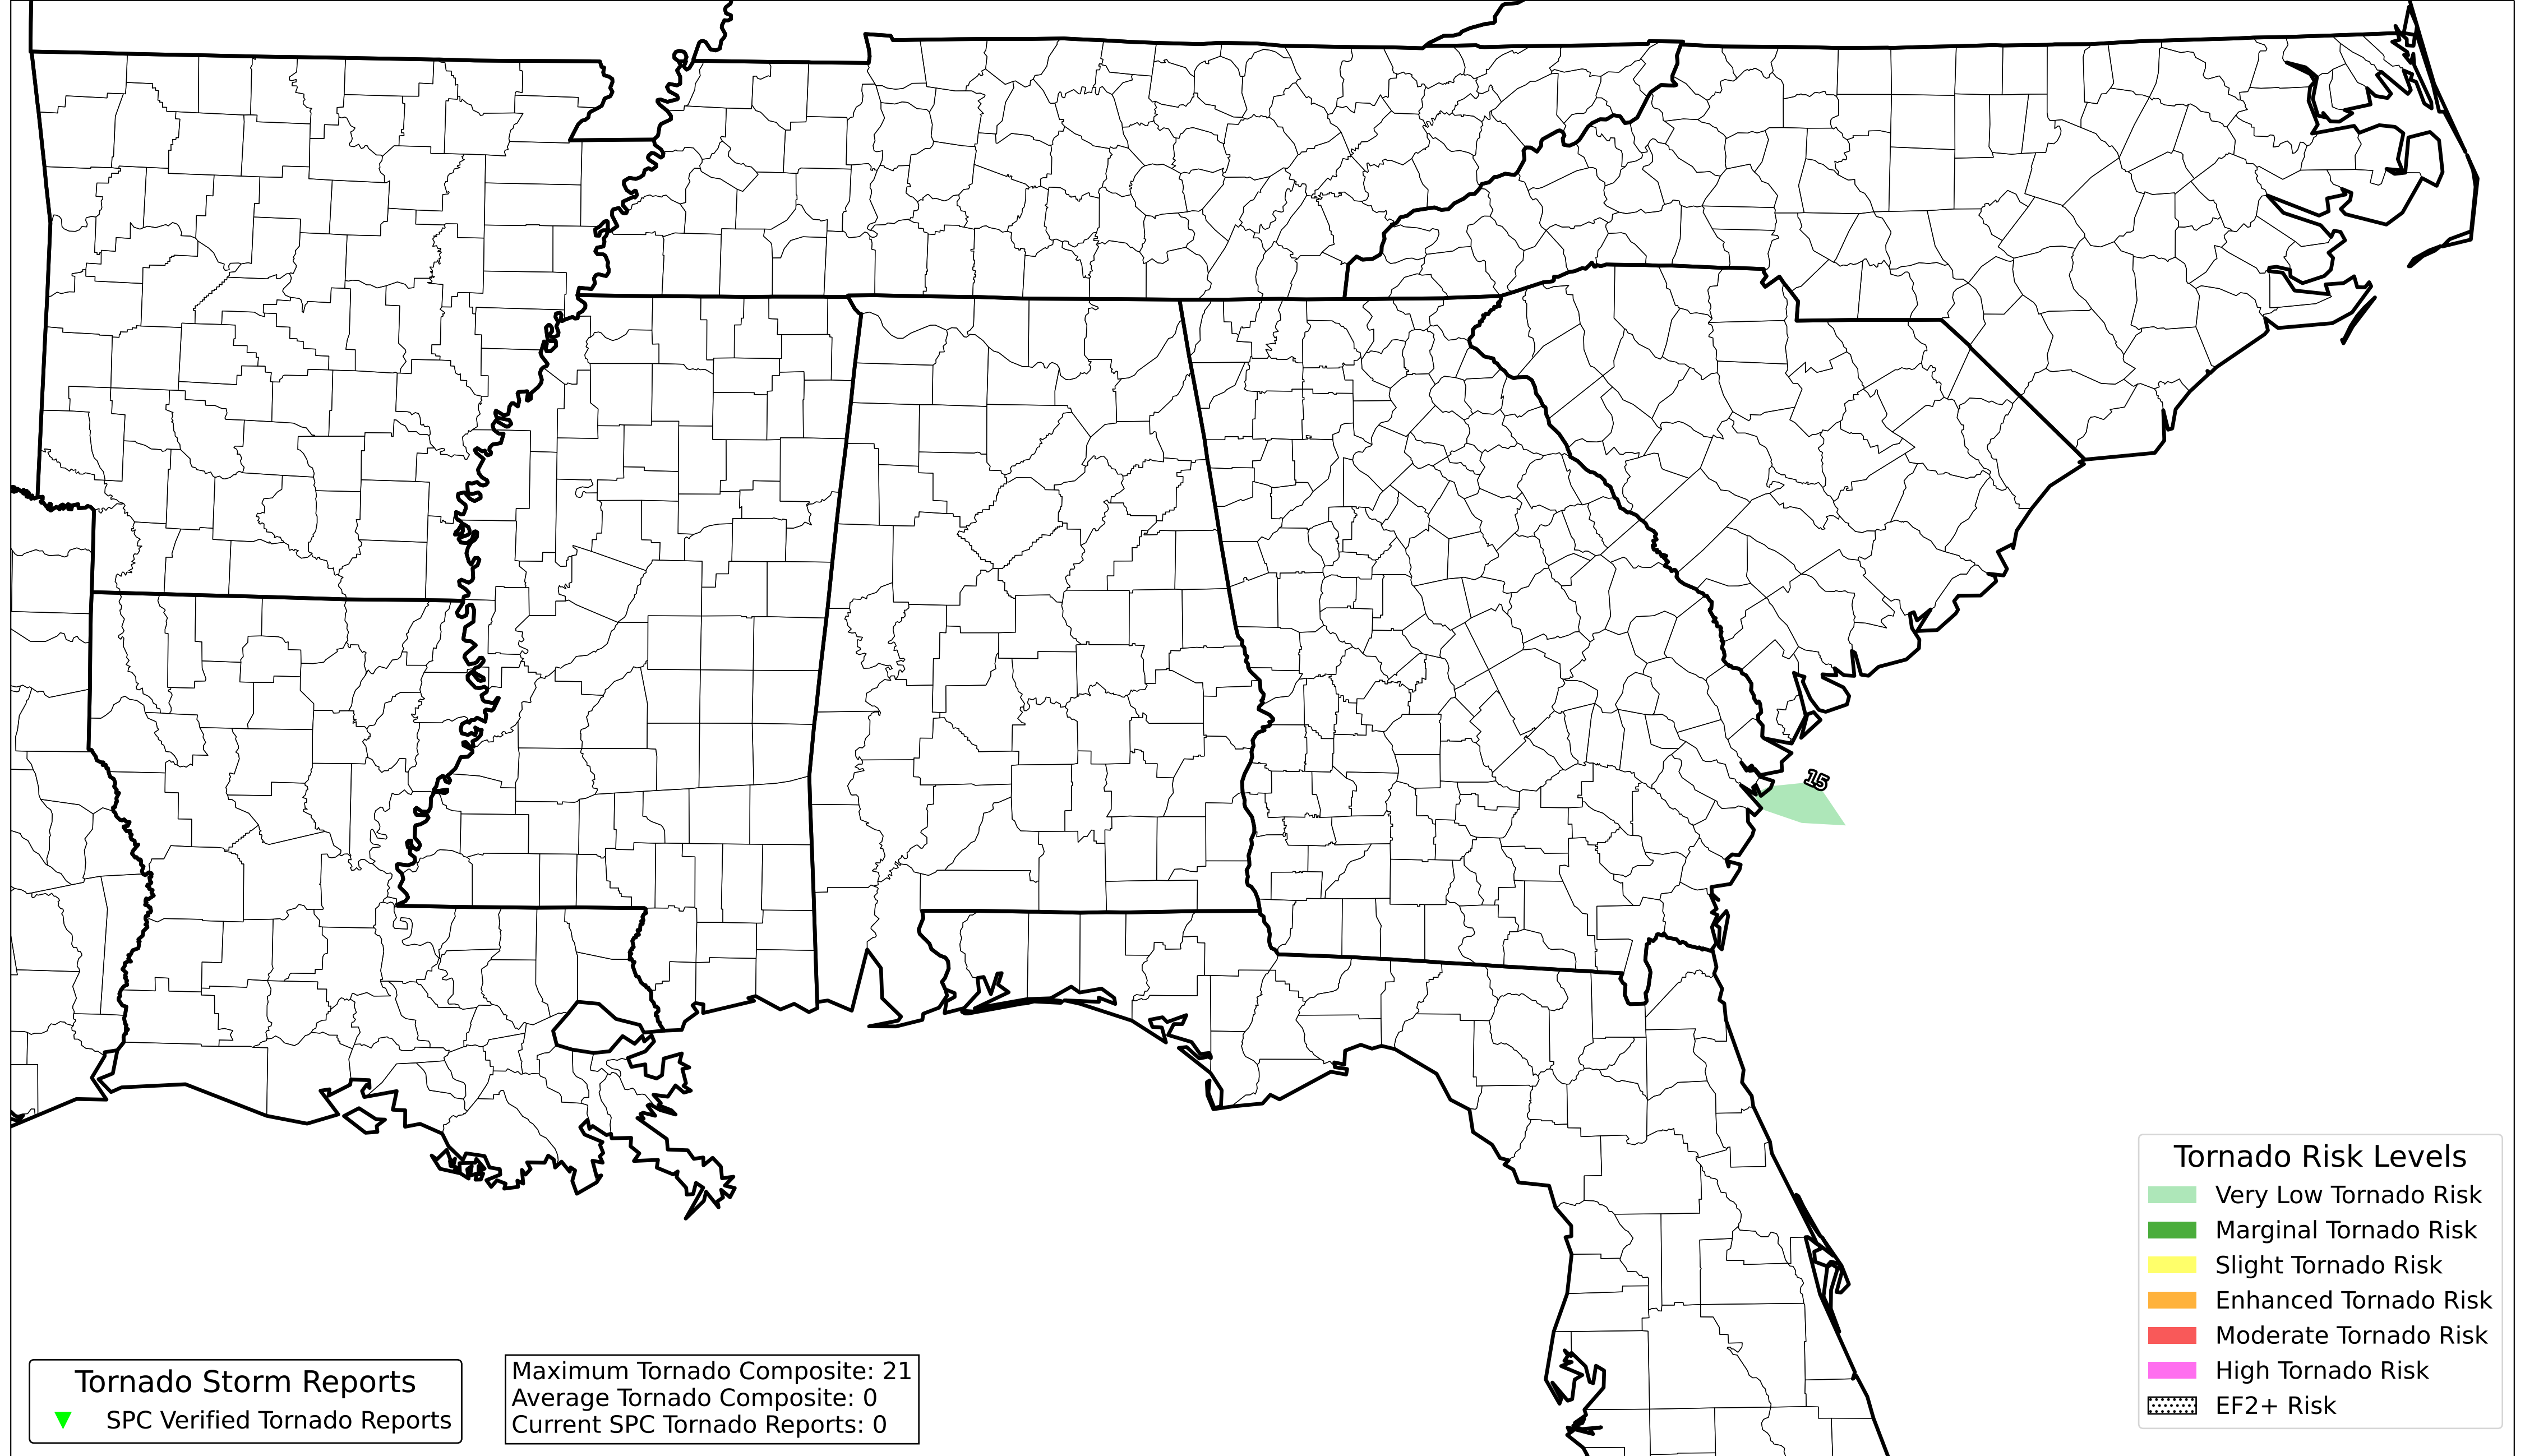 15
Tornado Risk Levels
Very Low Tornado Risk
Marginal Tornado Risk
Slight Tornado Risk
Enhanced Tornado Risk
Moderate Tornado Risk
High Tornado Risk
EF2+ Risk
Tornado Storm Reports
SPC Verified Tornado Reports
Maximum Tornado Composite: 21
Average Tornado Composite: 0
Current SPC Tornado Reports: 0